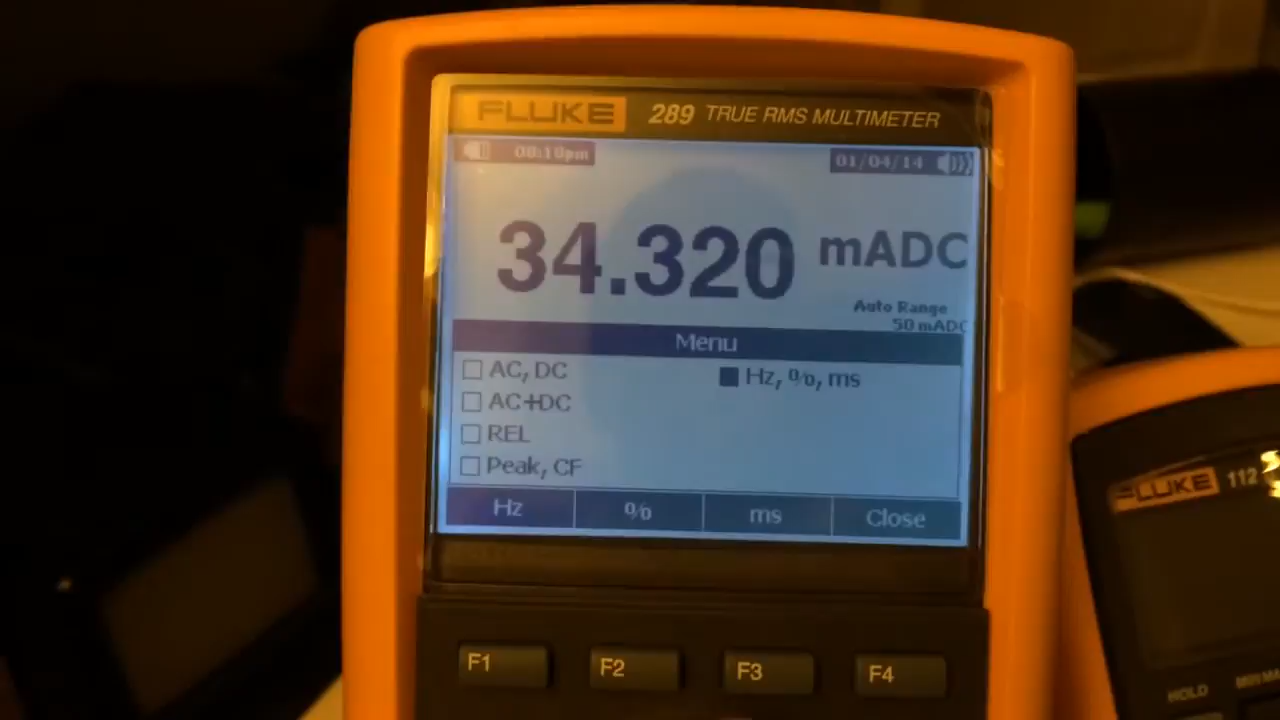 FLUKE 289 TRUE RMS MULTIMETER
08:10pm 01/04/14
34.320 mADC
Auto Range
50 mADC
Menu
AC, DC Hz, %, ms
AC+DC
REL
Peak, CF
Hz % ms Close
F1 F2 F3 F4
FLUKE 112
HOLD